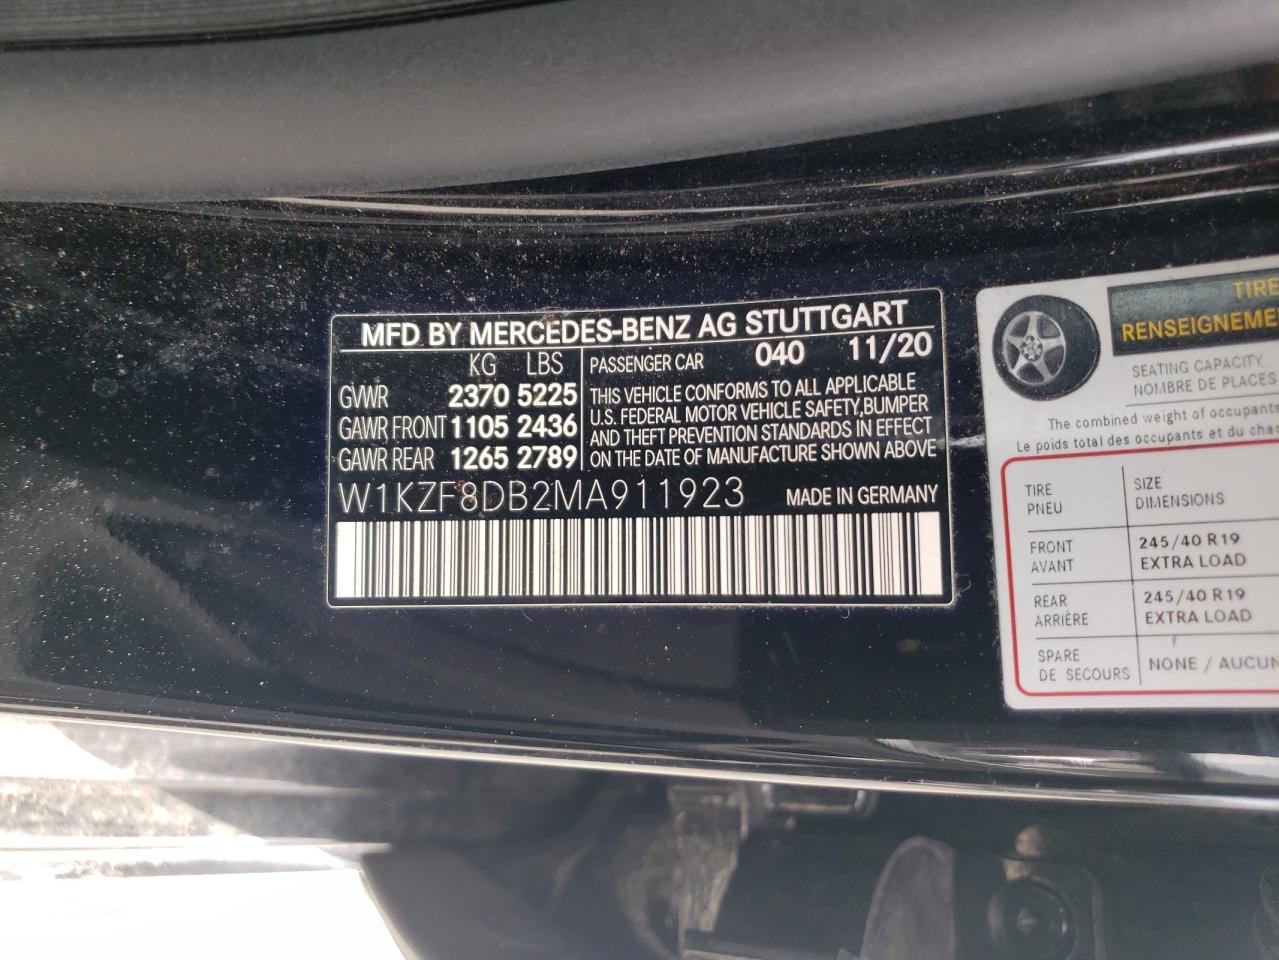 MFD BY MERCEDES-BENZ AG STUTTGART
KG LBS
GWWR 2370 5225
GAWR FRONT 1105 2436
GAWR REAR 1265 2789
PASSENGER CAR 040 11/20
THIS VEHICLE CONFORMS TO ALL APPLICABLE
U.S. FEDERAL MOTOR VEHICLE SAFETY, BUMPER
AND THEFT PREVENTION STANDARDS IN EFFECT
ON THE DATE OF MANUFACTURE SHOWN ABOVE
W1KZF8DB2MA911923 MADE IN GERMANY
TIRE
RENSEIGNEME
SEATING CAPACITY
NOMBRE DE PLACES
The combined weight of occupants
Le poids total des occupants et du char
TIRE SIZE
PNEU DIMENSIONS
FRONT 245/40 R19
AVANT EXTRA LOAD
REAR 245/40 R19
ARRIÈRE EXTRA LOAD
SPARE NONE / AUCUN
DE SECOURS